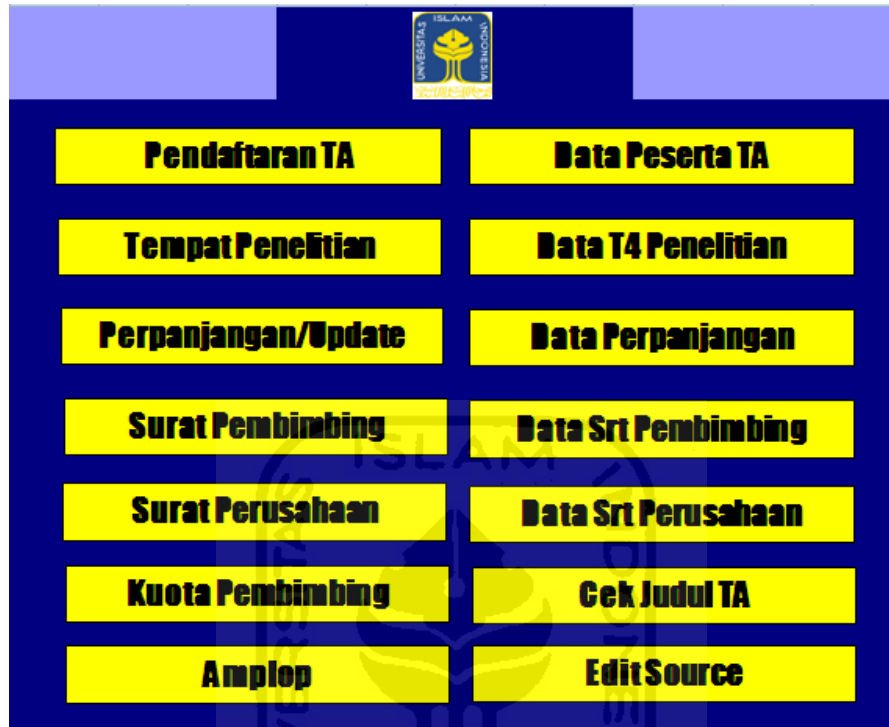 UNIVERSITAS ISLAM INDONESIA
Pendaftaran TA
Data Peserta TA
Tempat Penelitian
Data T4 Penelitian
Perpanjangan/Update
Data Perpanjangan
Surat Pembimbing
Data Srt Pembimbing
Surat Perusahaan
Data Srt Perusahaan
Kuota Pembimbing
Cek Judul TA
Amplop
Edit Source
ISLAM